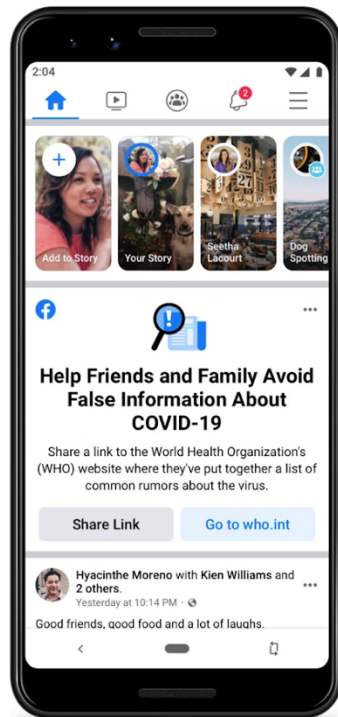 2:04
2
Add to Story
Your Story
Seetha
Lacourt
Dog
Spotting
Help Friends and Family Avoid
False Information About
COVID-19
Share a link to the World Health Organization's
(WHO) website where they've put together a list of
common rumors about the virus.
Share Link
Go to who.int
Hyacinthe Moreno with Kien Williams and
2 others.
Yesterday at 10:14 PM ·
Good friends, good food and a lot of laughs.